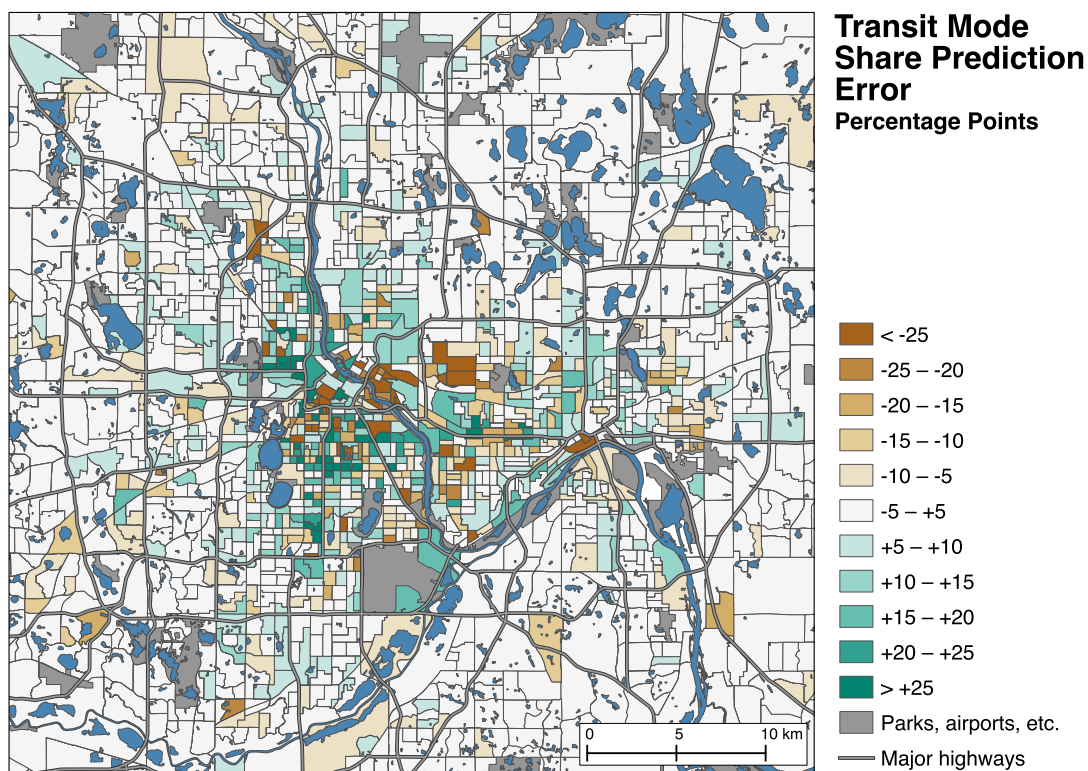 Transit Mode
Share Prediction
Error
Percentage Points
< -25
-25 – -20
-20 – -15
-15 – -10
-10 – -5
-5 – +5
+5 – +10
+10 – +15
+15 – +20
+20 – +25
> +25
Parks, airports, etc.
Major highways
0 5 10 km